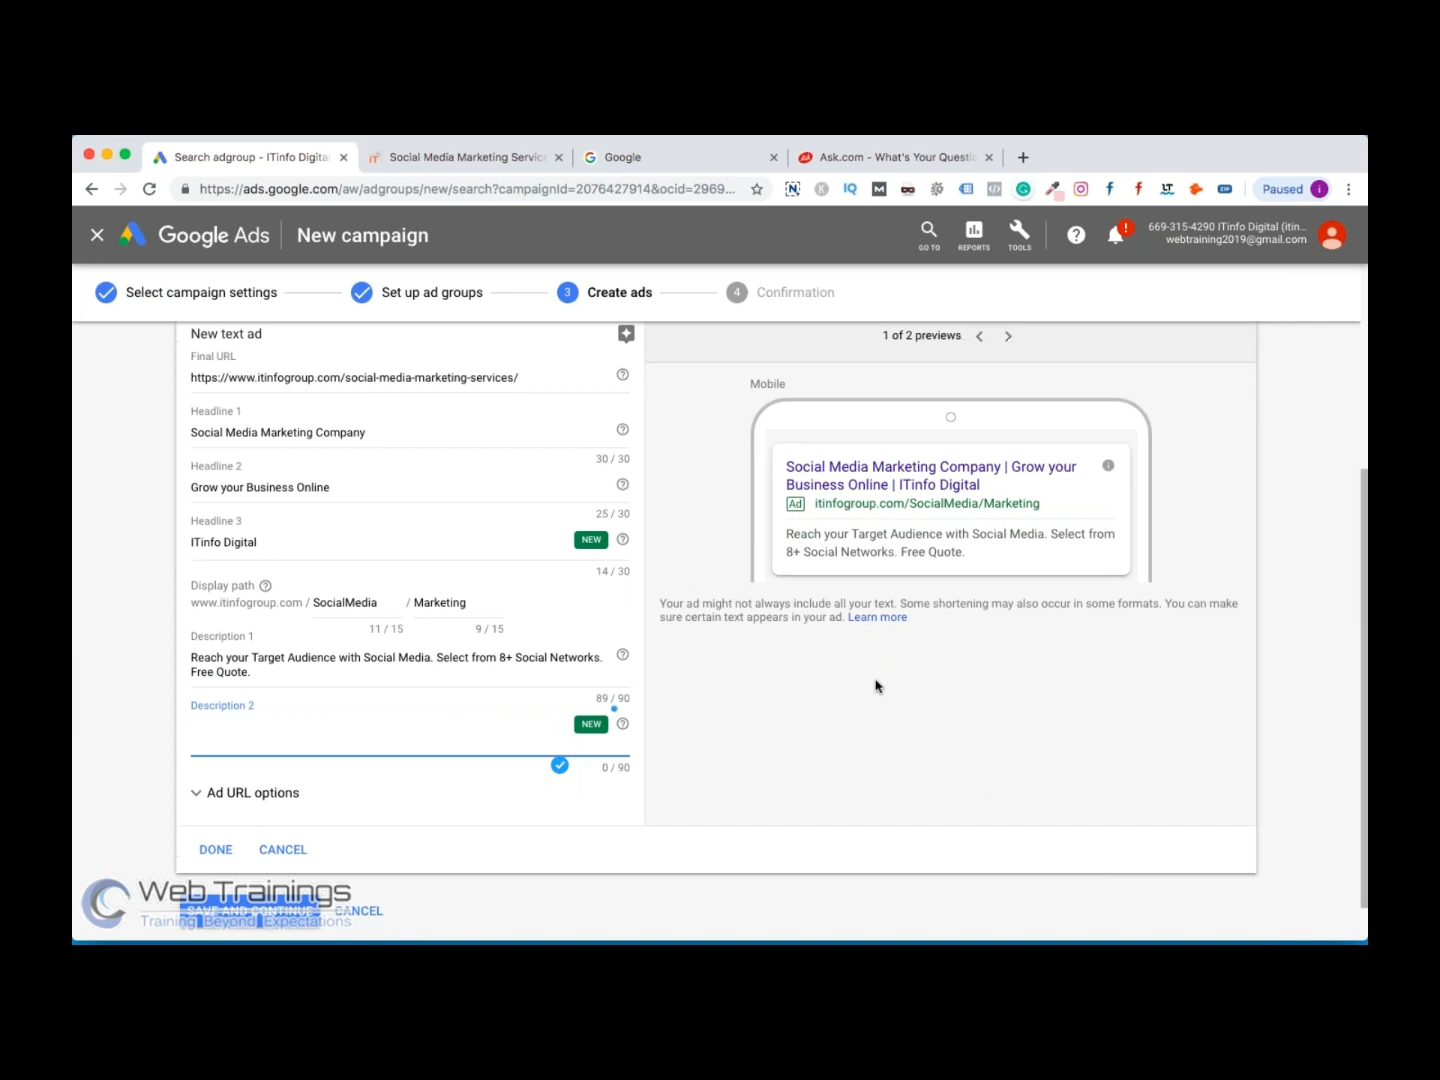 Search adgroup - ITinfo Digita
Social Media Marketing Servic
Google
Ask.com - What's Your Questi
https://ads.google.com/aw/adgroups/new/search?campaignId=2076427914&ocid=2969...
IQ
M
LT
ZIP
Paused
i
Google Ads
New campaign
GO TO
REPORTS
TOOLS
669-315-4290 ITinfo Digital (itin...
webtraining2019@gmail.com
Select campaign settings
Set up ad groups
3 Create ads
4 Confirmation
New text ad
1 of 2 previews
Final URL
https://www.itinfogroup.com/social-media-marketing-services/
Headline 1
Social Media Marketing Company
30 / 30
Headline 2
Grow your Business Online
25 / 30
Headline 3
ITinfo Digital
NEW
14 / 30
Display path
www.itinfogroup.com / SocialMedia / Marketing
11 / 15
9 / 15
Description 1
Reach your Target Audience with Social Media. Select from 8+ Social Networks.
Free Quote.
89 / 90
Description 2
NEW
0 / 90
Ad URL options
DONE
CANCEL
SAVE AND CONTINUE
CANCEL
Mobile
Social Media Marketing Company | Grow your
Business Online | ITinfo Digital
Ad itinfogroup.com/SocialMedia/Marketing
Reach your Target Audience with Social Media. Select from
8+ Social Networks. Free Quote.
Your ad might not always include all your text. Some shortening may also occur in some formats. You can make
sure certain text appears in your ad. Learn more
Web Trainings
Training Beyond Expectations